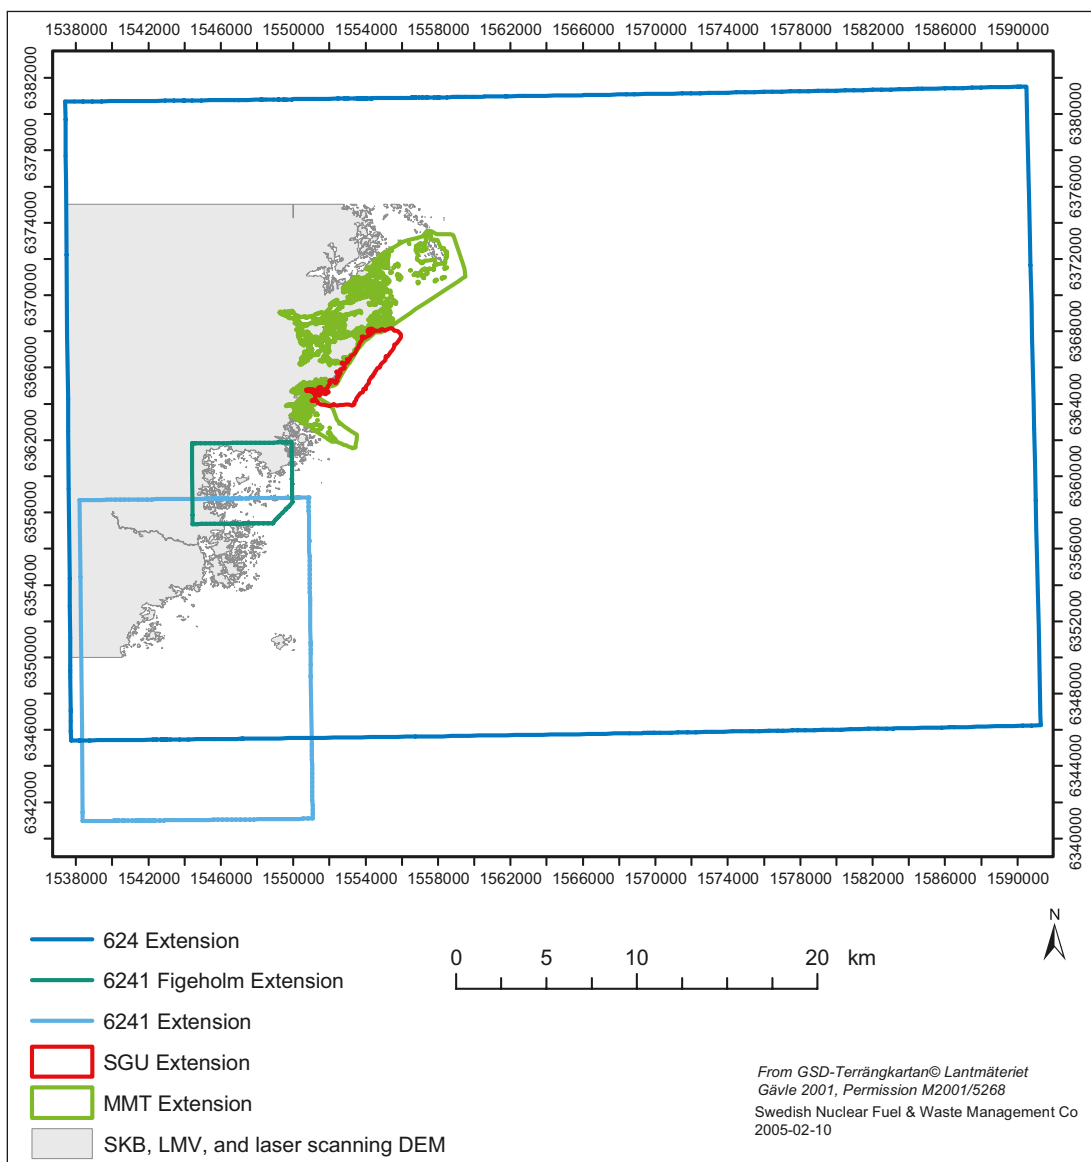 1538000 1542000 1546000 1550000 1554000 1558000 1562000 1566000 1570000 1574000 1578000 1582000 1586000 1590000
6382000
6378000
6374000
6370000
6366000
6362000
6358000
6354000
6350000
6346000
6342000
6380000
6376000
6372000
6368000
6364000
6360000
6356000
6352000
6348000
6344000
6340000
1538000 1542000 1546000 1550000 1554000 1558000 1562000 1566000 1570000 1574000 1578000 1582000 1586000 1590000
624 Extension
6241 Figeholm Extension
6241 Extension
SGU Extension
MMT Extension
SKB, LMV, and laser scanning DEM
0 5 10 20 km
N
From GSD-Terrängkartan© Lantmäteriet
Gävle 2001, Permission M2001/5268
Swedish Nuclear Fuel & Waste Management Co
2005-02-10